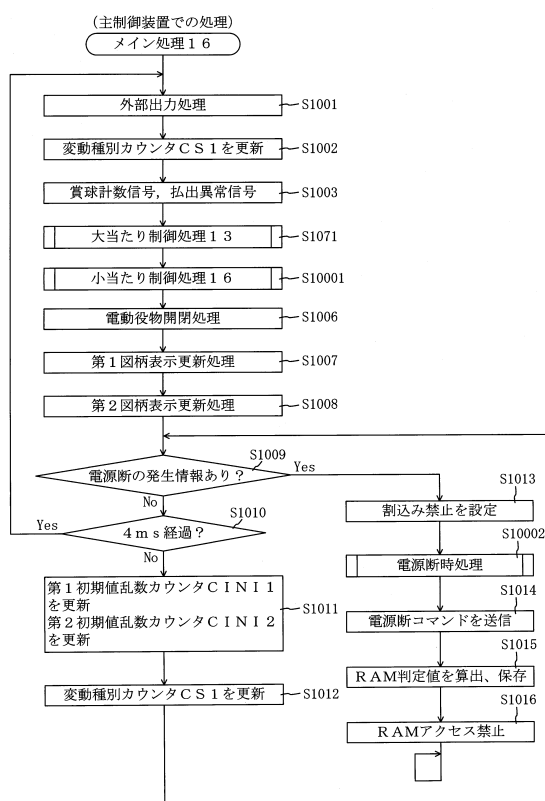 (主制御装置での処理)
メイン処理16
外部出力処理 S1001
変動種別カウンタCS1を更新 S1002
賞球計数信号,払出異常信号 S1003
大当たり制御処理13 S1071
小当たり制御処理16 S10001
電動役物開閉処理 S1006
第1図柄表示更新処理 S1007
第2図柄表示更新処理 S1008
電源断の発生情報あり? S1009
Yes
No
4ms経過? S1010
Yes
No
第1初期値乱数カウンタCINI1
を更新
第2初期値乱数カウンタCINI2
を更新
S1011
変動種別カウンタCS1を更新 S1012
割込み禁止を設定 S1013
電源断時処理 S10002
電源断コマンドを送信 S1014
RAM判定値を算出、保存 S1015
RAMアクセス禁止 S1016